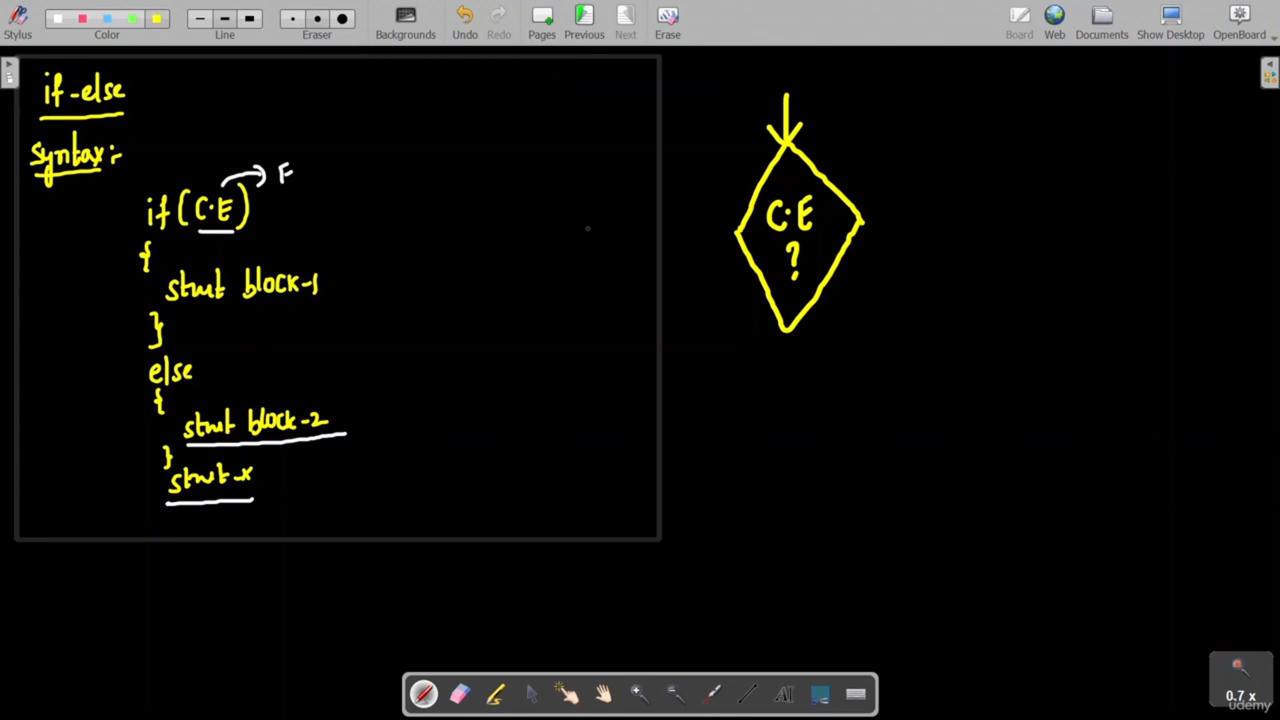 Stylus
Color
Line
Eraser
Backgrounds
Undo
Redo
Pages
Previous
Next
Erase
Board
Web
Documents
Show Desktop
OpenBoard
if-else
syntax:-
if(C.E) → F
{
stmt block-1
}
else
{
stmt block-2
}
stmt-x
C.E
?
AI
0.7 x
udemy